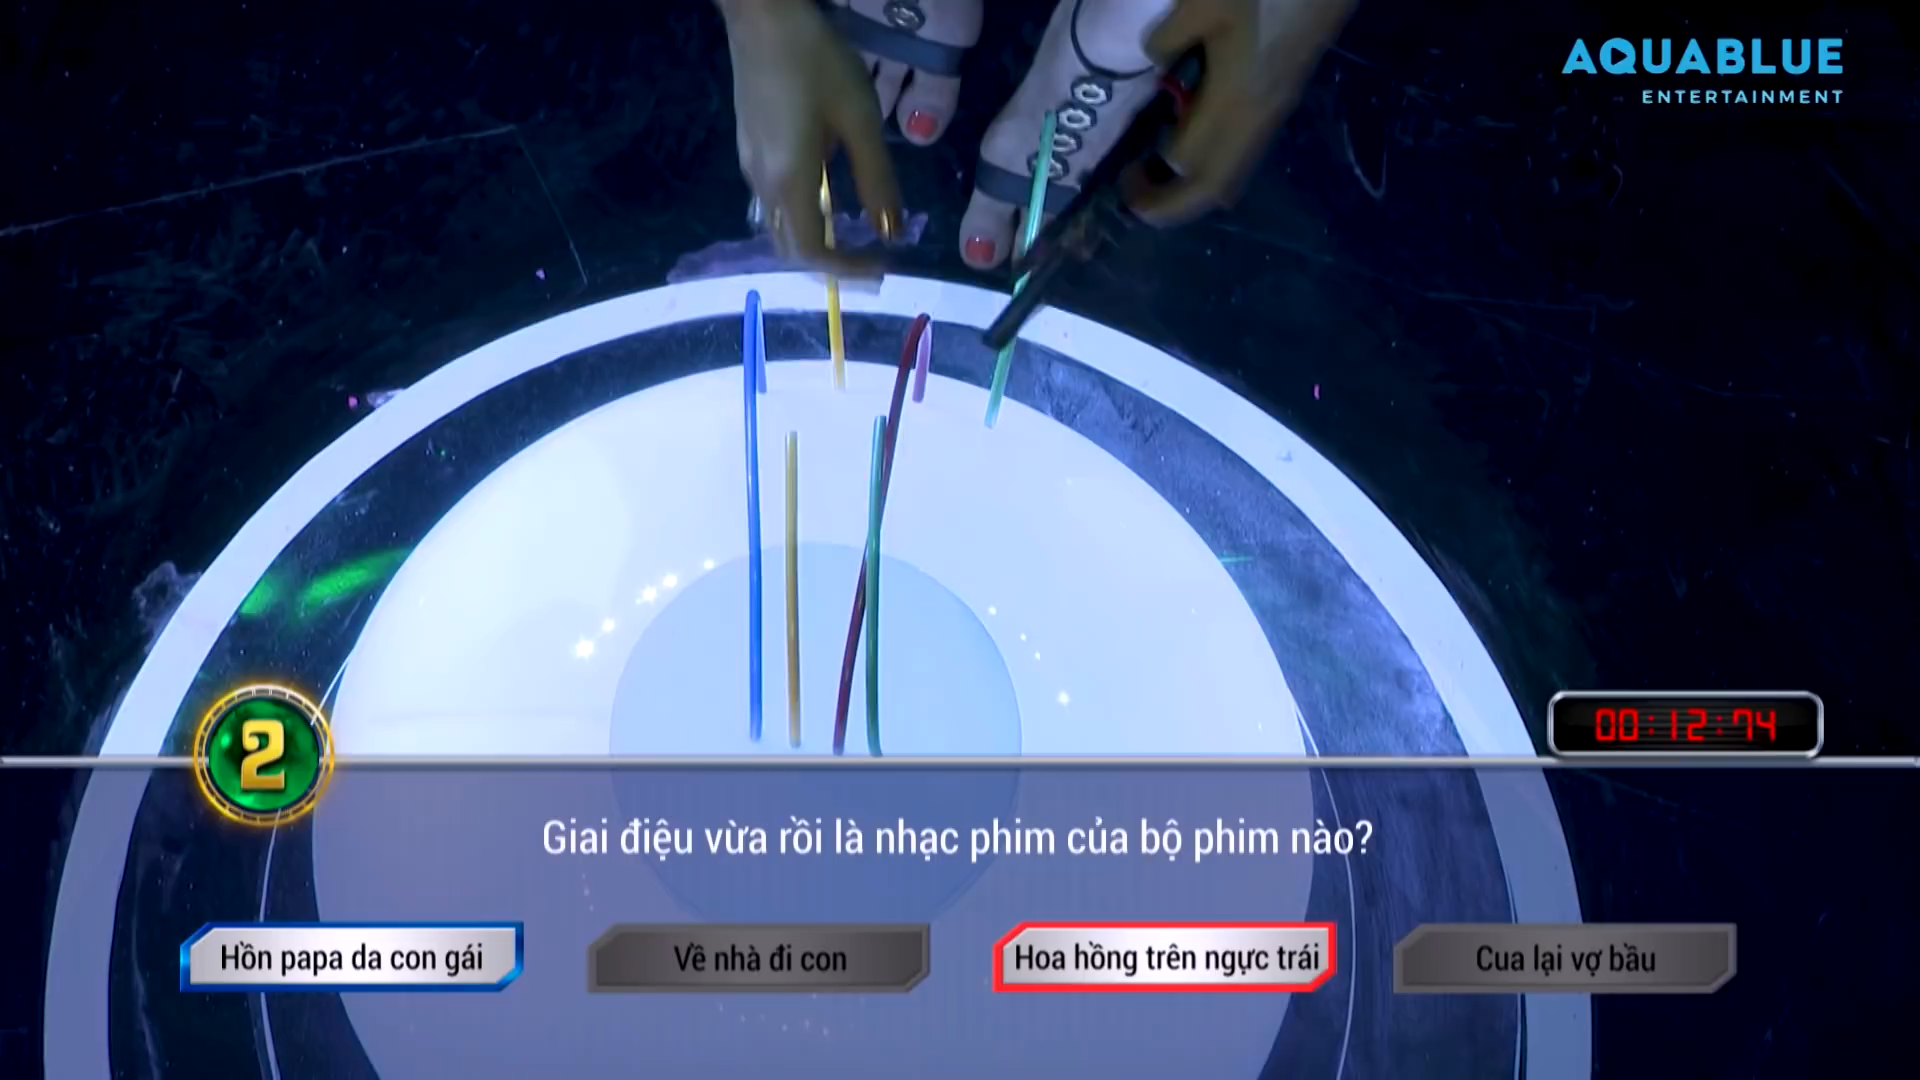 AQUABLUE
ENTERTAINMENT
00:12:74
2
Giai điệu vừa rồi là nhạc phim của bộ phim nào?
Hồn papa da con gái
Về nhà đi con
Hoa hồng trên ngực trái
Cua lại vợ bầu